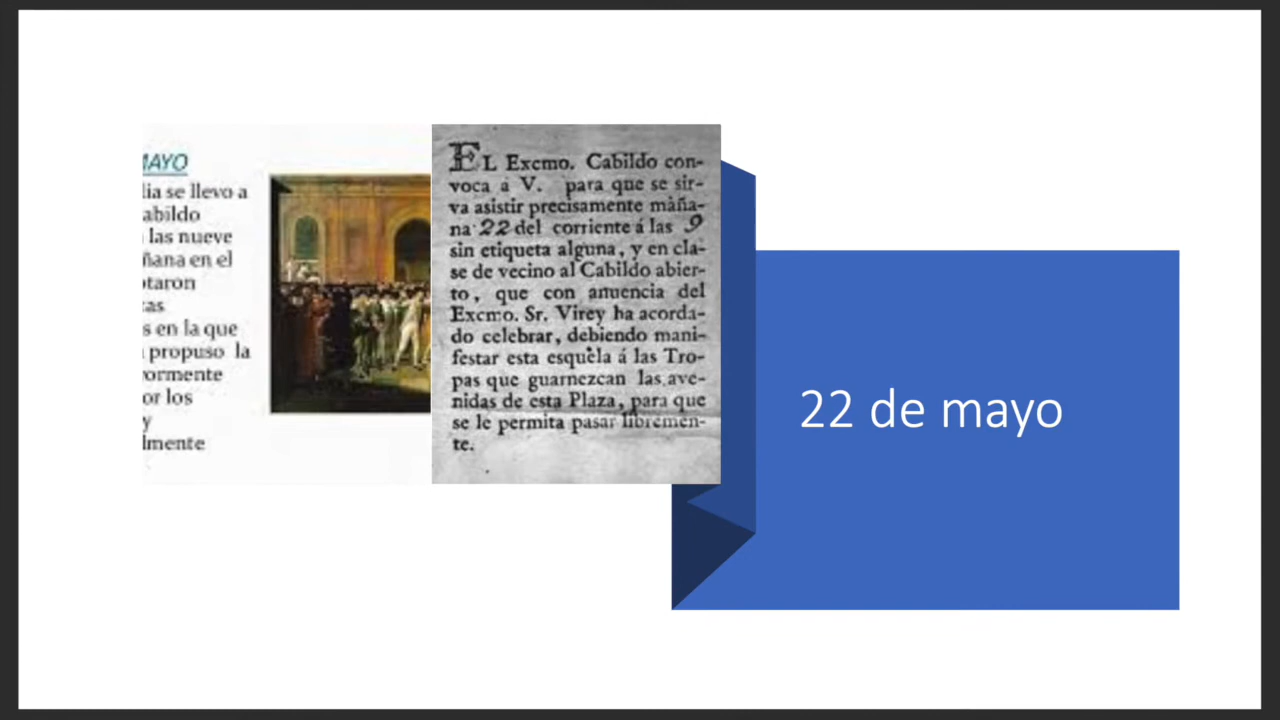 MAYO
dia se llevo a
abildo
las nueve
ñana en el
otaron
as
s en la que
propuso la
ormente
or los
y
lmente
EL Excmo. Cabildo con-
voca á V. para que se sir-
va asistir precisamente mãña-
na 22 del corriente á las 9
sin etiqueta alguna, y en cla-
se de vecino al Cabildo abier-
to, que con anuencia del
Excmo. Sr. Virey ha acorda-
do celebrar, debiendo mani-
festar esta esquela á las Tro-
pas que guarnezcan las ave-
nidas de esta Plaza, para que
se le permita pasar libremen-
te.
22 de mayo